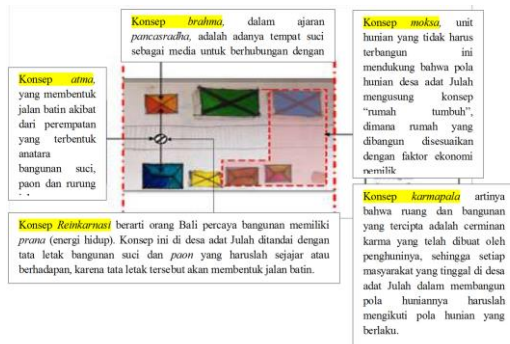 Konsep brahma, dalam ajaran
pancasradha, adalah adanya tempat suci
sebagai media untuk berhubungan dengan
Konsep moksa, unit
hunian yang tidak harus
terbangun ini
mendukung bahwa pola
hunian desa adat Julah
mengusung konsep
“rumah tumbuh”,
dimana rumah yang
dibangun disesuaikan
dengan faktor ekonomi
pemilik
Konsep atma,
yang membentuk
jalan batin akibat
dari perempatan
yang terbentuk
anatara
bangunan suci,
paon dan rurung
Konsep Reinkarnasi berarti orang Bali percaya bangunan memiliki
prana (energi hidup). Konsep ini di desa adat Julah ditandai dengan
tata letak bangunan suci dan paon yang haruslah sejajar atau
berhadapan, karena tata letak tersebut akan membentuk jalan batin.
Konsep karmapala artinya
bahwa ruang dan bangunan
yang tercipta adalah cerminan
karma yang telah dibuat oleh
penghuninya, sehingga setiap
masyarakat yang tinggal di desa
adat Julah dalam membangun
pola huniannya haruslah
mengikuti pola hunian yang
berlaku.